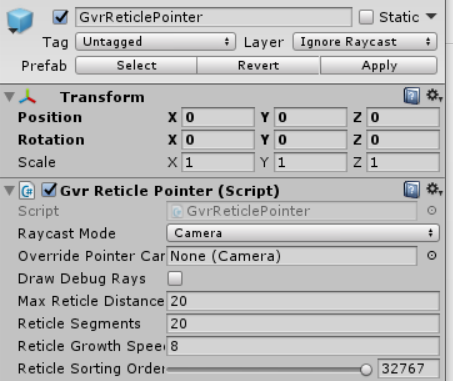 GvrReticlePointer Static
Tag Untagged Layer Ignore Raycast
Prefab Select Revert Apply
Transform
Position X 0 Y 0 Z 0
Rotation X 0 Y 0 Z 0
Scale X 1 Y 1 Z 1
Gvr Reticle Pointer (Script)
Script GvrReticlePointer
Raycast Mode Camera
Override Pointer Car None (Camera)
Draw Debug Rays
Max Reticle Distance 20
Reticle Segments 20
Reticle Growth Spee 8
Reticle Sorting Order 32767